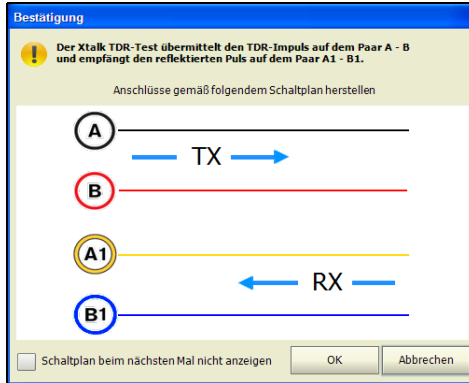 Bestätigung
Der Xtalk TDR-Test übermittelt den TDR-Impuls auf dem Paar A - B
und empfängt den reflektierten Puls auf dem Paar A1 - B1.
Anschlüsse gemäß folgendem Schaltplan herstellen
A
TX
B
A1
RX
B1
Schaltplan beim nächsten Mal nicht anzeigen
OK
Abbrechen